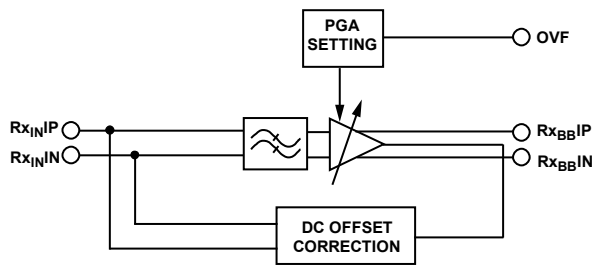 PGA
SETTING
OVF
RxINIP
RxBBIP
RxININ
RxBBIN
DC OFFSET
CORRECTION